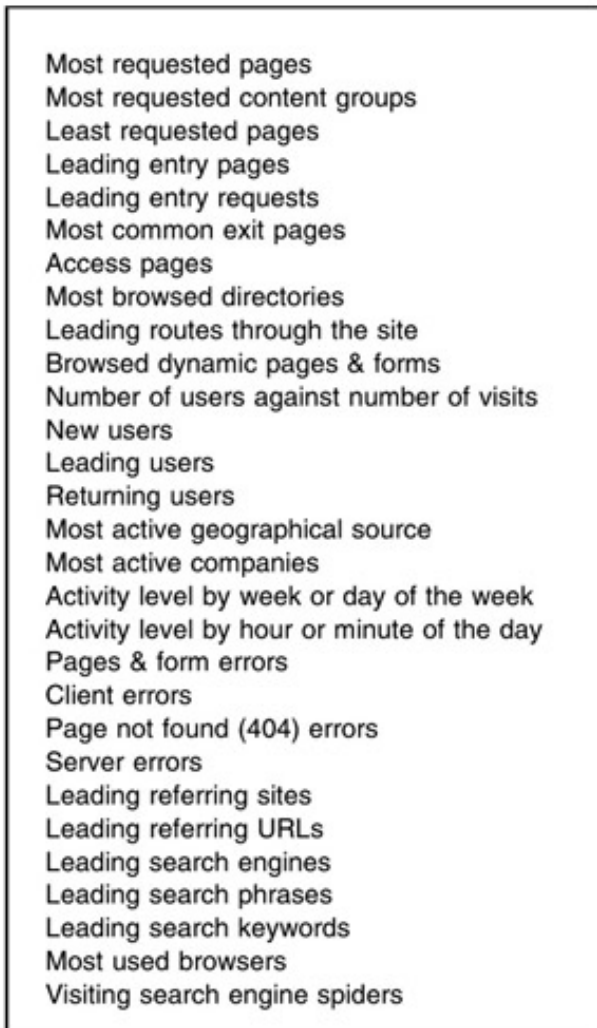 Most requested pages
Most requested content groups
Least requested pages
Leading entry pages
Leading entry requests
Most common exit pages
Access pages
Most browsed directories
Leading routes through the site
Browsed dynamic pages & forms
Number of users against number of visits
New users
Leading users
Returning users
Most active geographical source
Most active companies
Activity level by week or day of the week
Activity level by hour or minute of the day
Pages & form errors
Client errors
Page not found (404) errors
Server errors
Leading referring sites
Leading referring URLs
Leading search engines
Leading search phrases
Leading search keywords
Most used browsers
Visiting search engine spiders